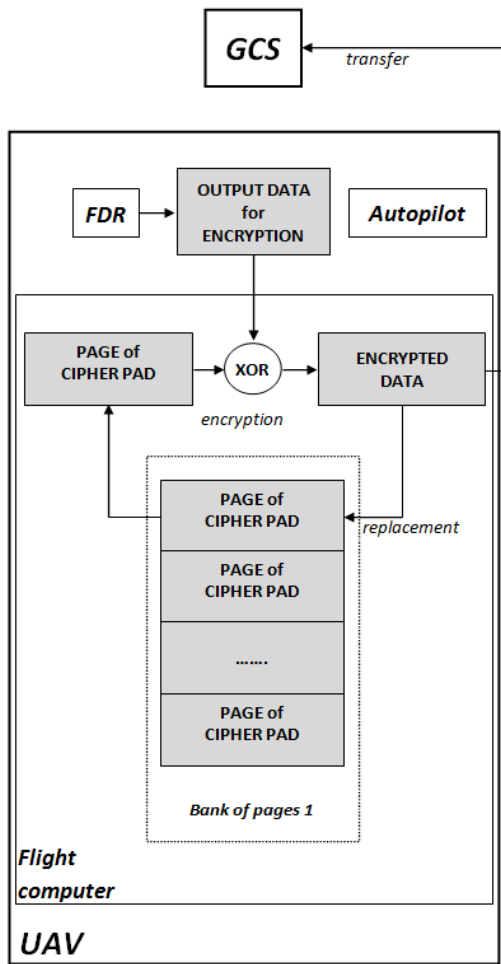 GCS
transfer
OUTPUT DATA
for
ENCRYPTION
FDR
Autopilot
PAGE of
CIPHER PAD
XOR
ENCRYPTED
DATA
encryption
PAGE of
CIPHER PAD
replacement
PAGE of
CIPHER PAD
…….
PAGE of
CIPHER PAD
Bank of pages 1
Flight
computer
UAV